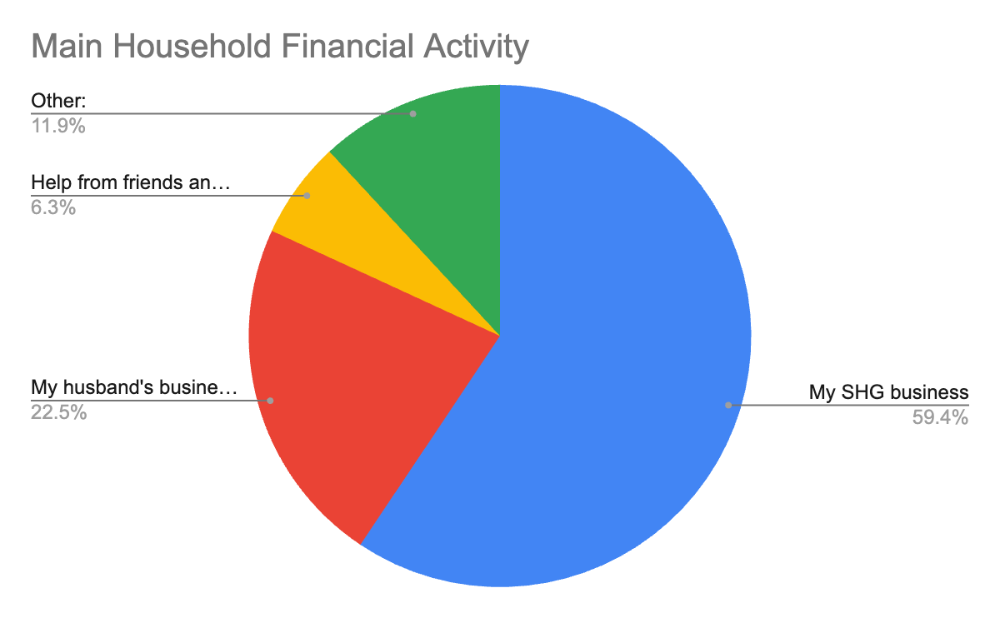 Main Household Financial Activity
Other:
11.9%
Help from friends an…
6.3%
My husband's busine…
22.5%
My SHG business
59.4%